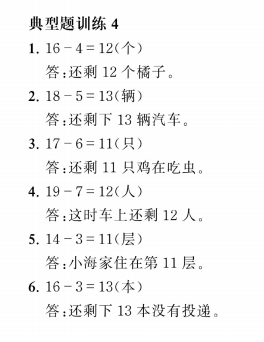 典型题训练 4
1. 16－4＝12(个)
答:还剩 12 个橘子。
2. 18－5＝13(辆)
答:还剩下 13 辆汽车。
3. 17－6＝11(只)
答:还剩 11 只鸡在吃虫。
4. 19－7＝12(人)
答:这时车上还剩 12 人。
5. 14－3＝11(层)
答:小海家住在第 11 层。
6. 16－3＝13(本)
答:还剩下 13 本没有投递。